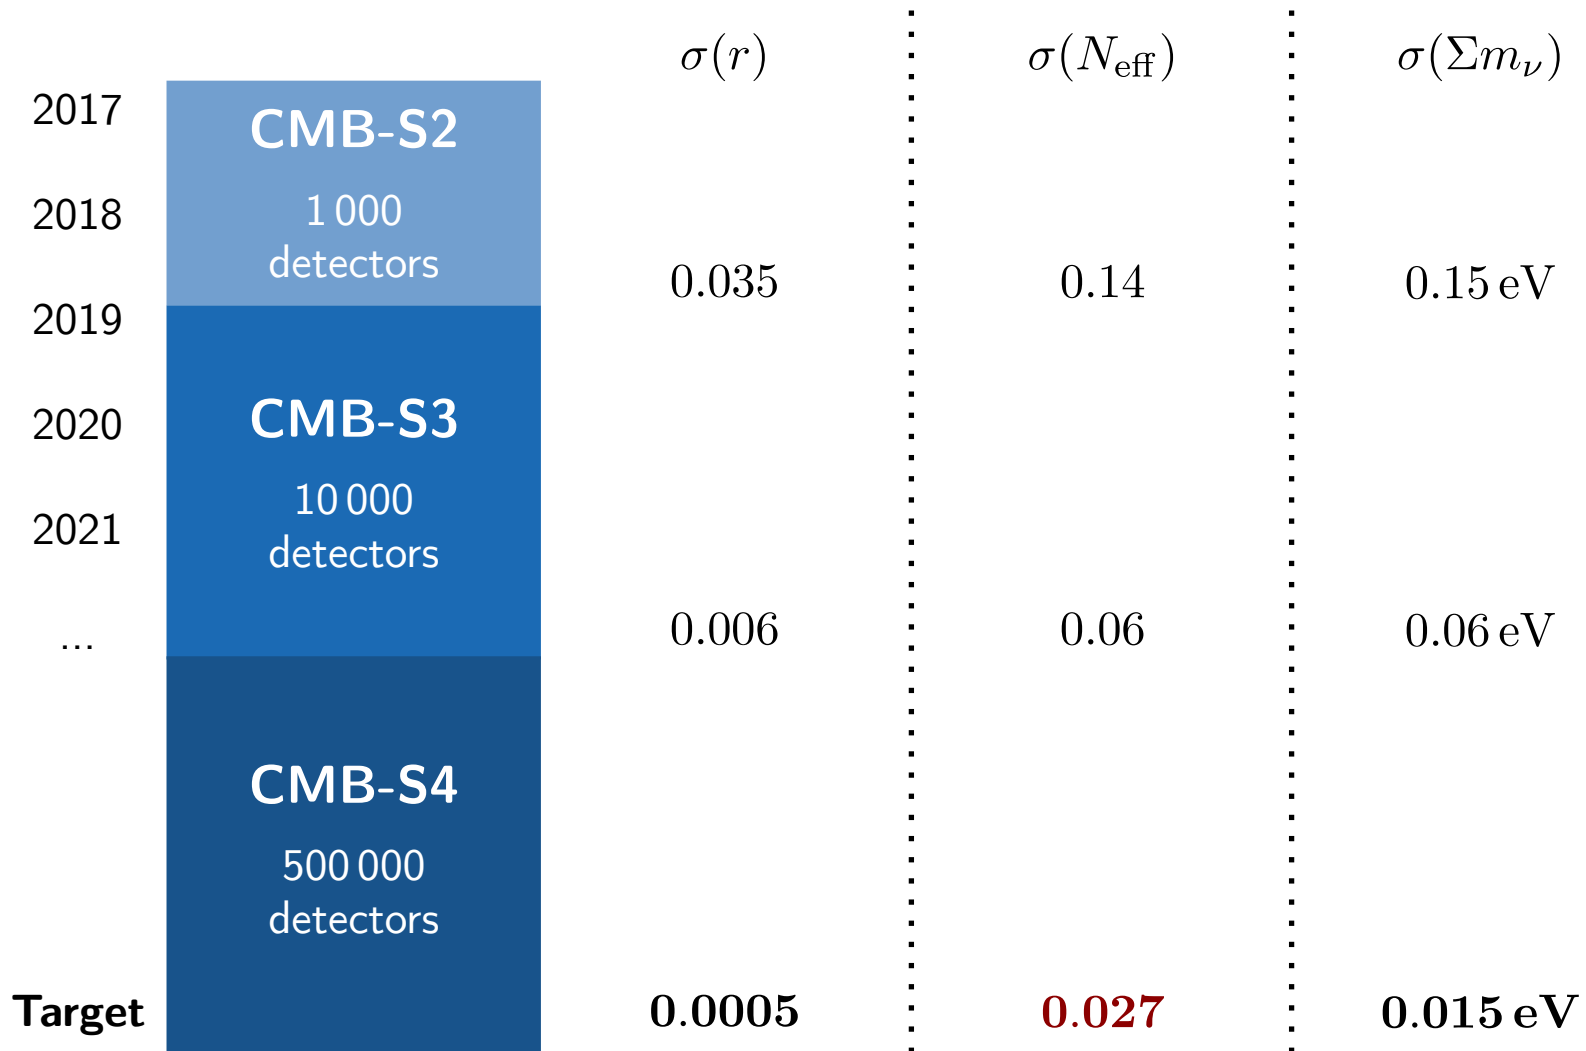 σ(r) σ(N_eff) σ(Σm_ν)
2017
CMB-S2
2018
1 000
detectors
0.035 0.14 0.15 eV
2019
CMB-S3
2020
10 000
2021
detectors
... 0.006 0.06 0.06 eV
CMB-S4
500 000
detectors
Target 0.0005 0.027 0.015 eV